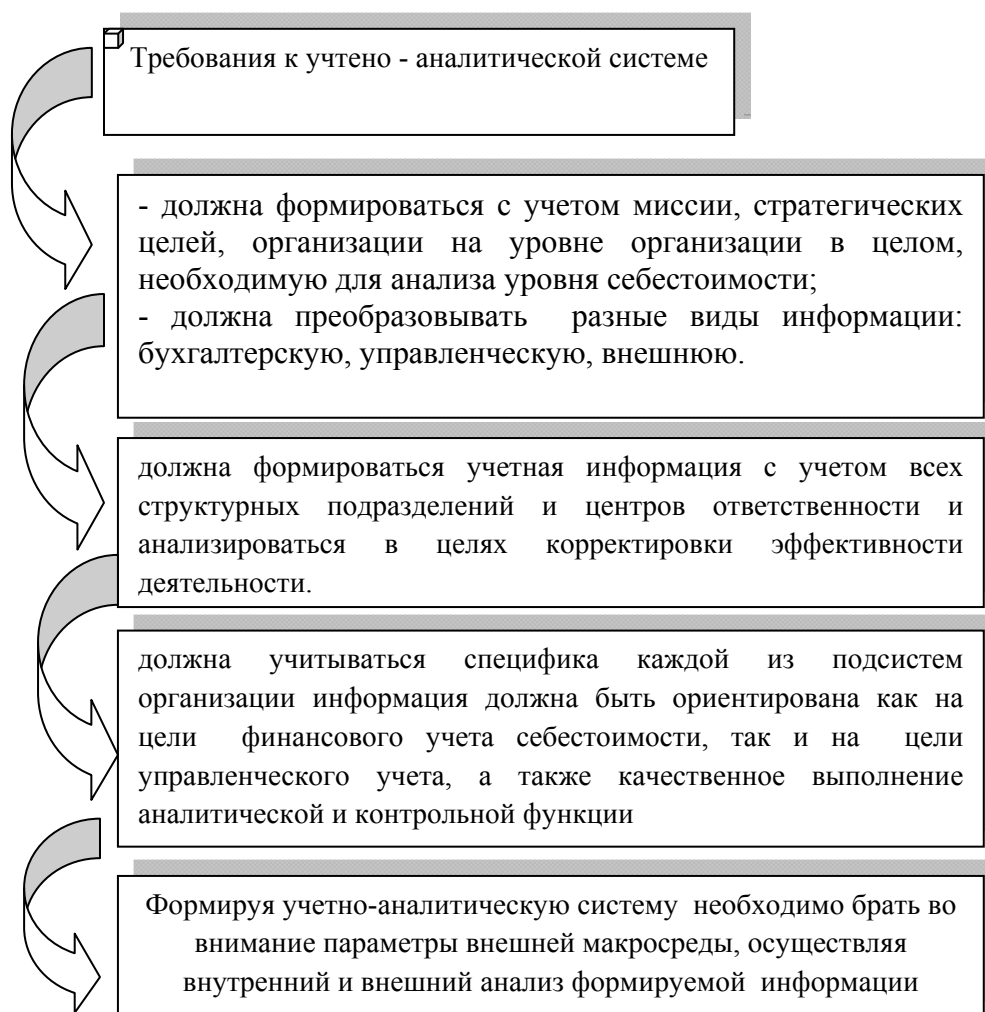 Требования к учтено - аналитической системе
- должна формироваться с учетом миссии, стратегических
целей, организации на уровне организации в целом,
необходимую для анализа уровня себестоимости;
- должна преобразовывать разные виды информации:
бухгалтерскую, управленческую, внешнюю.
должна формироваться учетная информация с учетом всех
структурных подразделений и центров ответственности и
анализироваться в целях корректировки эффективности
деятельности.
должна учитываться специфика каждой из подсистем
организации информация должна быть ориентирована как на
цели финансового учета себестоимости, так и на цели
управленческого учета, а также качественное выполнение
аналитической и контрольной функции
Формируя учетно-аналитическую систему необходимо брать во
внимание параметры внешней макросреды, осуществляя
внутренний и внешний анализ формируемой информации